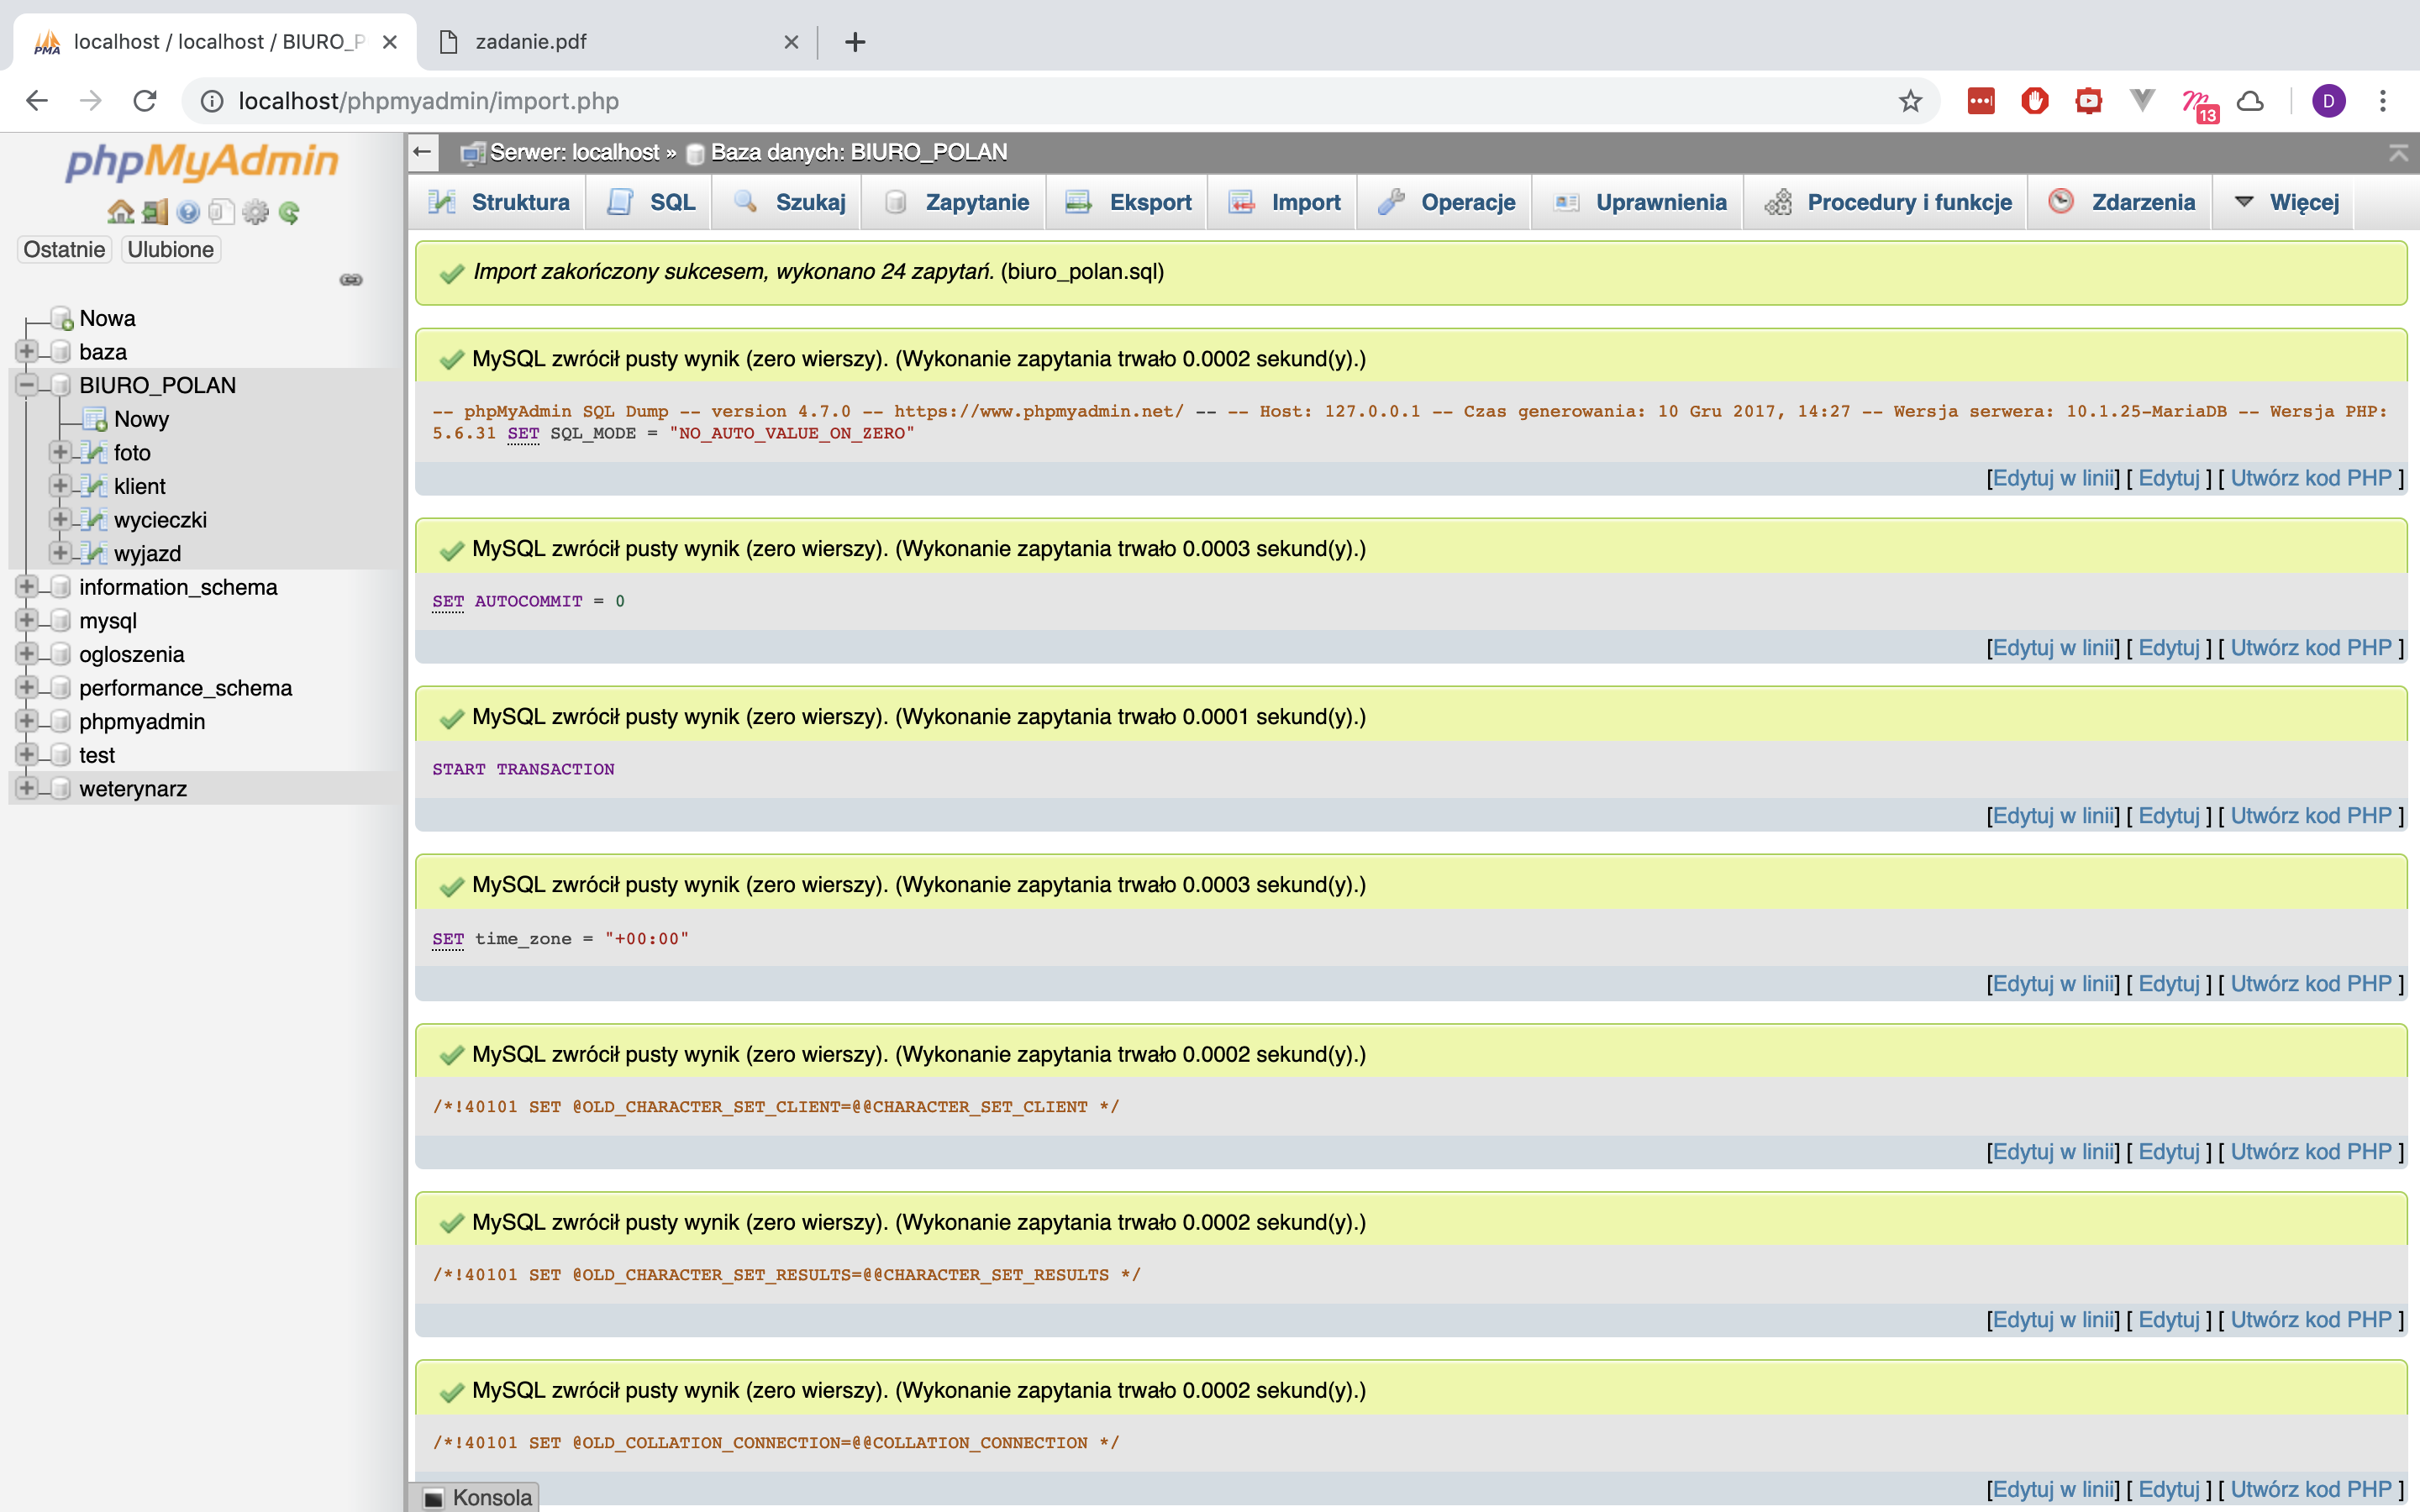 localhost / localhost / BIURO_P
zadanie.pdf
localhost/phpmyadmin/import.php
13
D
phpMyAdmin
Ostatnie Ulubione
Nowa
baza
BIURO_POLAN
Nowy
foto
klient
wycieczki
wyjazd
information_schema
mysql
ogloszenia
performance_schema
phpmyadmin
test
weterynarz
Serwer: localhost » Baza danych: BIURO_POLAN
Struktura SQL Szukaj Zapytanie Eksport Import Operacje Uprawnienia Procedury i funkcje Zdarzenia Więcej
Import zakończony sukcesem, wykonano 24 zapytań. (biuro_polan.sql)
MySQL zwrócił pusty wynik (zero wierszy). (Wykonanie zapytania trwało 0.0002 sekund(y).)
-- phpMyAdmin SQL Dump -- version 4.7.0 -- https://www.phpmyadmin.net/ -- -- Host: 127.0.0.1 -- Czas generowania: 10 Gru 2017, 14:27 -- Wersja serwera: 10.1.25-MariaDB -- Wersja PHP:
5.6.31 SET SQL_MODE = "NO_AUTO_VALUE_ON_ZERO"
[Edytuj w linii] [ Edytuj ] [ Utwórz kod PHP ]
MySQL zwrócił pusty wynik (zero wierszy). (Wykonanie zapytania trwało 0.0003 sekund(y).)
SET AUTOCOMMIT = 0
[Edytuj w linii] [ Edytuj ] [ Utwórz kod PHP ]
MySQL zwrócił pusty wynik (zero wierszy). (Wykonanie zapytania trwało 0.0001 sekund(y).)
START TRANSACTION
[Edytuj w linii] [ Edytuj ] [ Utwórz kod PHP ]
MySQL zwrócił pusty wynik (zero wierszy). (Wykonanie zapytania trwało 0.0003 sekund(y).)
SET time_zone = "+00:00"
[Edytuj w linii] [ Edytuj ] [ Utwórz kod PHP ]
MySQL zwrócił pusty wynik (zero wierszy). (Wykonanie zapytania trwało 0.0002 sekund(y).)
/*!40101 SET @OLD_CHARACTER_SET_CLIENT=@@CHARACTER_SET_CLIENT */
[Edytuj w linii] [ Edytuj ] [ Utwórz kod PHP ]
MySQL zwrócił pusty wynik (zero wierszy). (Wykonanie zapytania trwało 0.0002 sekund(y).)
/*!40101 SET @OLD_CHARACTER_SET_RESULTS=@@CHARACTER_SET_RESULTS */
[Edytuj w linii] [ Edytuj ] [ Utwórz kod PHP ]
MySQL zwrócił pusty wynik (zero wierszy). (Wykonanie zapytania trwało 0.0002 sekund(y).)
/*!40101 SET @OLD_COLLATION_CONNECTION=@@COLLATION_CONNECTION */
[Edytuj w linii] [ Edytuj ] [ Utwórz kod PHP ]
Konsola